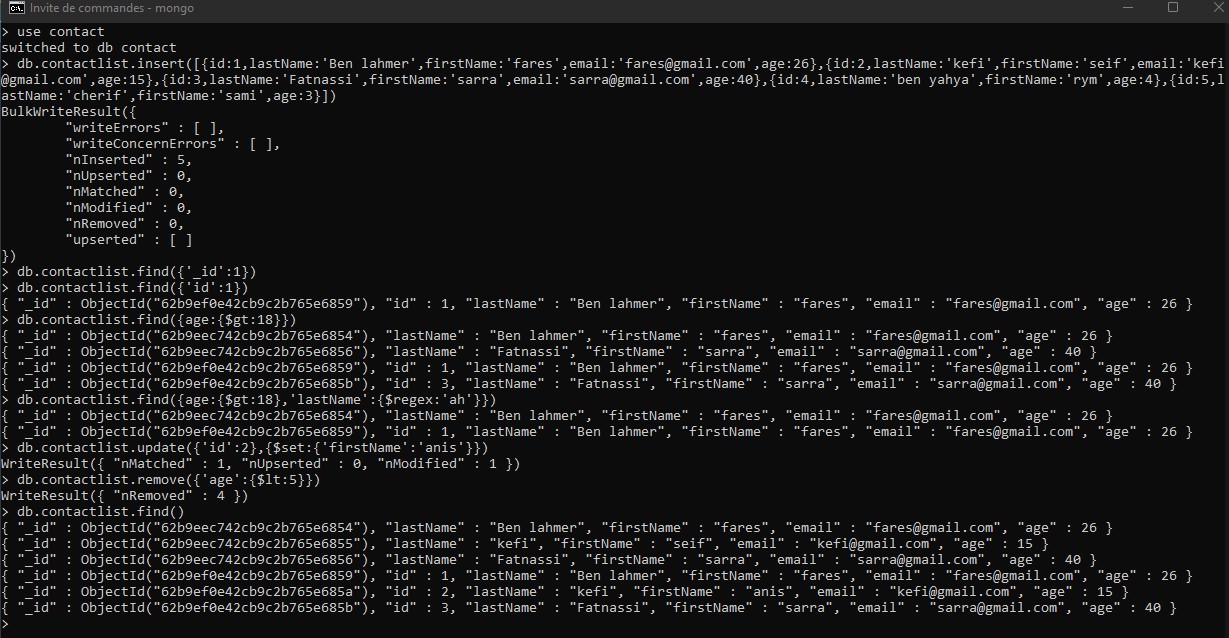 Invite de commandes - mongo
> use contact
switched to db contact
> db.contactlist.insert([{id:1,lastName:'Ben lahmer',firstName:'fares',email:'fares@gmail.com',age:26},{id:2,lastName:'kefi',firstName:'seif',email:'kefi
@gmail.com',age:15},{id:3,lastName:'Fatnassi',firstName:'sarra',email:'sarra@gmail.com',age:40},{id:4,lastName:'ben yahya',firstName:'rym',age:4},{id:5,l
astName:'cherif',firstName:'sami',age:3}])
BulkWriteResult({
        "writeErrors" : [ ],
        "writeConcernErrors" : [ ],
        "nInserted" : 5,
        "nUpserted" : 0,
        "nMatched" : 0,
        "nModified" : 0,
        "nRemoved" : 0,
        "upserted" : [ ]
})
> db.contactlist.find({'_id':1})
> db.contactlist.find({'id':1})
{ "_id" : ObjectId("62b9ef0e42cb9c2b765e6859"), "id" : 1, "lastName" : "Ben lahmer", "firstName" : "fares", "email" : "fares@gmail.com", "age" : 26 }
> db.contactlist.find({age:{$gt:18}})
{ "_id" : ObjectId("62b9eec742cb9c2b765e6854"), "lastName" : "Ben lahmer", "firstName" : "fares", "email" : "fares@gmail.com", "age" : 26 }
{ "_id" : ObjectId("62b9eec742cb9c2b765e6856"), "lastName" : "Fatnassi", "firstName" : "sarra", "email" : "sarra@gmail.com", "age" : 40 }
{ "_id" : ObjectId("62b9ef0e42cb9c2b765e6859"), "id" : 1, "lastName" : "Ben lahmer", "firstName" : "fares", "email" : "fares@gmail.com", "age" : 26 }
{ "_id" : ObjectId("62b9ef0e42cb9c2b765e685b"), "id" : 3, "lastName" : "Fatnassi", "firstName" : "sarra", "email" : "sarra@gmail.com", "age" : 40 }
> db.contactlist.find({age:{$gt:18},'lastName':{$regex:'ah'}})
{ "_id" : ObjectId("62b9eec742cb9c2b765e6854"), "lastName" : "Ben lahmer", "firstName" : "fares", "email" : "fares@gmail.com", "age" : 26 }
{ "_id" : ObjectId("62b9ef0e42cb9c2b765e6859"), "id" : 1, "lastName" : "Ben lahmer", "firstName" : "fares", "email" : "fares@gmail.com", "age" : 26 }
> db.contactlist.update({'id':2},{$set:{'firstName':'anis'}})
WriteResult({ "nMatched" : 1, "nUpserted" : 0, "nModified" : 1 })
> db.contactlist.remove({'age':{$lt:5}})
WriteResult({ "nRemoved" : 4 })
> db.contactlist.find()
{ "_id" : ObjectId("62b9eec742cb9c2b765e6854"), "lastName" : "Ben lahmer", "firstName" : "fares", "email" : "fares@gmail.com", "age" : 26 }
{ "_id" : ObjectId("62b9eec742cb9c2b765e6855"), "lastName" : "kefi", "firstName" : "seif", "email" : "kefi@gmail.com", "age" : 15 }
{ "_id" : ObjectId("62b9eec742cb9c2b765e6856"), "lastName" : "Fatnassi", "firstName" : "sarra", "email" : "sarra@gmail.com", "age" : 40 }
{ "_id" : ObjectId("62b9ef0e42cb9c2b765e6859"), "id" : 1, "lastName" : "Ben lahmer", "firstName" : "fares", "email" : "fares@gmail.com", "age" : 26 }
{ "_id" : ObjectId("62b9ef0e42cb9c2b765e685a"), "id" : 2, "lastName" : "kefi", "firstName" : "anis", "email" : "kefi@gmail.com", "age" : 15 }
{ "_id" : ObjectId("62b9ef0e42cb9c2b765e685b"), "id" : 3, "lastName" : "Fatnassi", "firstName" : "sarra", "email" : "sarra@gmail.com", "age" : 40 }
>